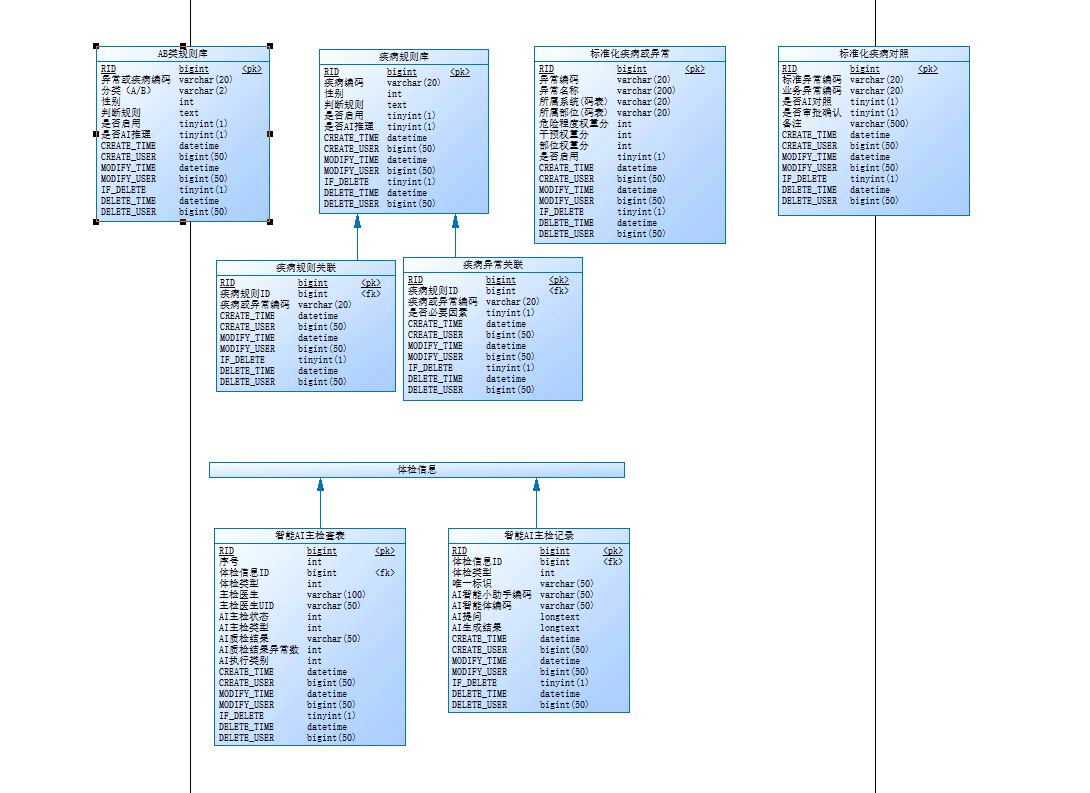 AB类规则库
RID bigint <pk>
异常或疾病编码 varchar(20)
分类（A/B） varchar(2)
性别 int
判断规则 text
是否启用 tinyint(1)
是否AI推理 tinyint(1)
CREATE_TIME datetime
CREATE_USER bigint(50)
MODIFY_TIME datetime
MODIFY_USER bigint(50)
IF_DELETE tinyint(1)
DELETE_TIME datetime
DELETE_USER bigint(50)
疾病规则库
RID bigint <pk>
疾病编码 varchar(20)
性别 int
判断规则 text
是否启用 tinyint(1)
是否AI推理 tinyint(1)
CREATE_TIME datetime
CREATE_USER bigint(50)
MODIFY_TIME datetime
MODIFY_USER bigint(50)
IF_DELETE tinyint(1)
DELETE_TIME datetime
DELETE_USER bigint(50)
标准化疾病或异常
RID bigint <pk>
异常编码 varchar(20)
异常名称 varchar(200)
所属系统(码表) varchar(20)
所属部位(码表) varchar(20)
危险程度权重分 int
干预权重分 int
部位权重分 int
是否启用 tinyint(1)
CREATE_TIME datetime
CREATE_USER bigint(50)
MODIFY_TIME datetime
MODIFY_USER bigint(50)
IF_DELETE tinyint(1)
DELETE_TIME datetime
DELETE_USER bigint(50)
标准化疾病对照
RID bigint <pk>
标准异常编码 varchar(20)
业务异常编码 varchar(20)
是否AI对照 tinyint(1)
是否审批确认 tinyint(1)
备注 varchar(500)
CREATE_TIME datetime
CREATE_USER bigint(50)
MODIFY_TIME datetime
MODIFY_USER bigint(50)
IF_DELETE tinyint(1)
DELETE_TIME datetime
DELETE_USER bigint(50)
疾病规则关联
RID bigint <pk>
疾病规则ID bigint <fk>
疾病或异常编码 varchar(20)
CREATE_TIME datetime
CREATE_USER bigint(50)
MODIFY_TIME datetime
MODIFY_USER bigint(50)
IF_DELETE tinyint(1)
DELETE_TIME datetime
DELETE_USER bigint(50)
疾病异常关联
RID bigint <pk>
疾病规则ID bigint <fk>
疾病或异常编码 varchar(20)
是否必要因素 tinyint(1)
CREATE_TIME datetime
CREATE_USER bigint(50)
MODIFY_TIME datetime
MODIFY_USER bigint(50)
IF_DELETE tinyint(1)
DELETE_TIME datetime
DELETE_USER bigint(50)
体检信息
智能AI主检查表
RID bigint <pk>
序号 int
体检信息ID bigint <fk>
体检类型 int
主检医生 varchar(100)
主检医生UID varchar(50)
AI主检状态 int
AI主检类型 int
AI质检结果 varchar(50)
AI质检结果异常数 int
AI执行类别 int
CREATE_TIME datetime
CREATE_USER bigint(50)
MODIFY_TIME datetime
MODIFY_USER bigint(50)
IF_DELETE tinyint(1)
DELETE_TIME datetime
DELETE_USER bigint(50)
智能AI主检记录
RID bigint <pk>
体检信息ID bigint <fk>
体检类型 int
唯一标识 varchar(50)
AI智能小助手编码 varchar(50)
AI智能体编码 varchar(50)
AI提问 longtext
AI生成结果 longtext
CREATE_TIME datetime
CREATE_USER bigint(50)
MODIFY_TIME datetime
MODIFY_USER bigint(50)
IF_DELETE tinyint(1)
DELETE_TIME datetime
DELETE_USER bigint(50)